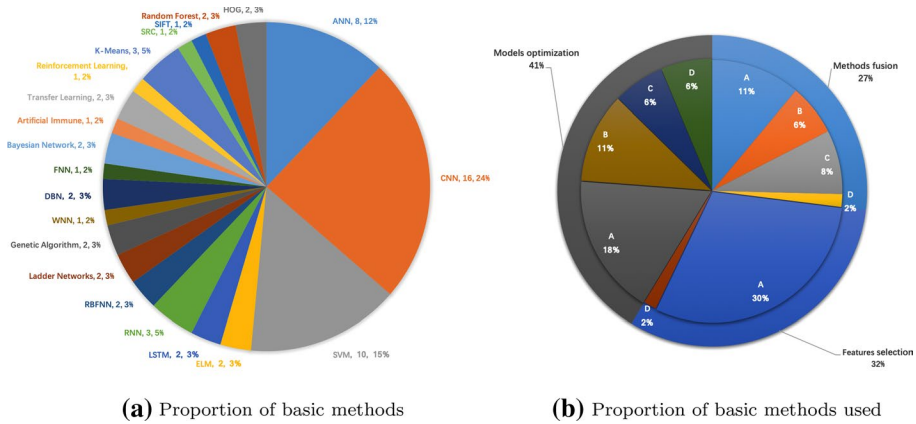 HOG, 2, 3%
Random Forest, 2, 3%
SIFT, 1, 2%
SRC, 1, 2%
K-Means, 3, 5%
Reinforcement Learning,
1, 2%
Transfer Learning, 2, 3%
Artificial Immune, 1, 2%
Bayesian Network, 2, 3%
FNN, 1, 2%
DBN, 2, 3%
WNN, 1, 2%
Genetic Algorithm, 2, 3%
Ladder Networks, 2, 3%
RBFNN, 2, 3%
RNN, 3, 5%
LSTM, 2, 3%
ELM, 2, 3%
SVM, 10, 15%
CNN, 16, 24%
ANN, 8, 12%
(a) Proportion of basic methods
Models optimization
41%
Methods fusion
27%
Features selection
32%
A
11%
B
6%
C
8%
D
2%
A
30%
D
2%
A
18%
B
11%
C
6%
D
6%
(b) Proportion of basic methods used